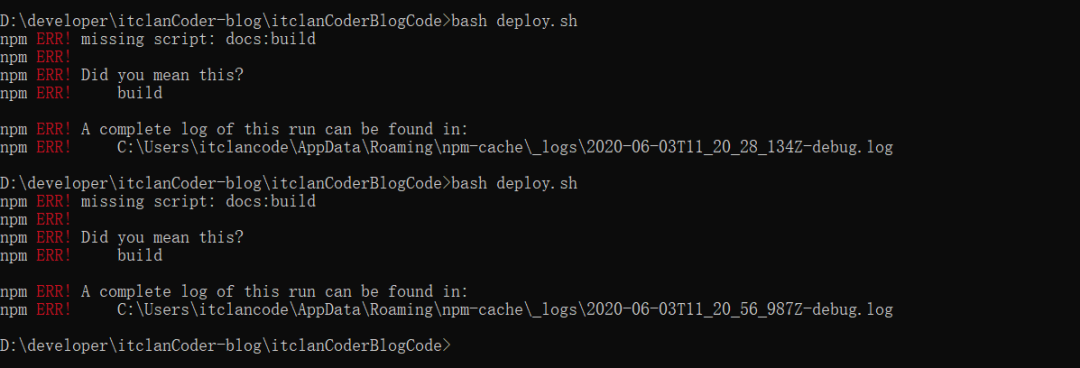 D:\developer\itclanCoder-blog\itclanCoderBlogCode>bash deploy.sh
npm ERR! missing script: docs:build
npm ERR!
npm ERR! Did you mean this?
npm ERR!     build
npm ERR! A complete log of this run can be found in:
npm ERR!     C:\Users\itclancode\AppData\Roaming\npm-cache\_logs\2020-06-03T11_20_28_134Z-debug.log
D:\developer\itclanCoder-blog\itclanCoderBlogCode>bash deploy.sh
npm ERR! missing script: docs:build
npm ERR!
npm ERR! Did you mean this?
npm ERR!     build
npm ERR! A complete log of this run can be found in:
npm ERR!     C:\Users\itclancode\AppData\Roaming\npm-cache\_logs\2020-06-03T11_20_56_987Z-debug.log
D:\developer\itclanCoder-blog\itclanCoderBlogCode>